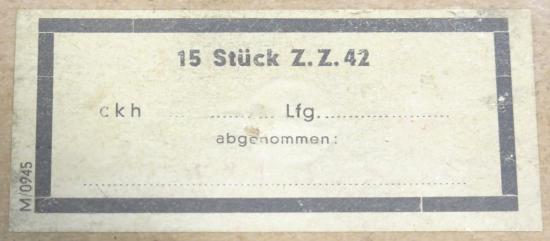 15 Stück Z. Z. 42
ckh ............ Lfg. ....................
abgenommen:
............................................................
M/0945